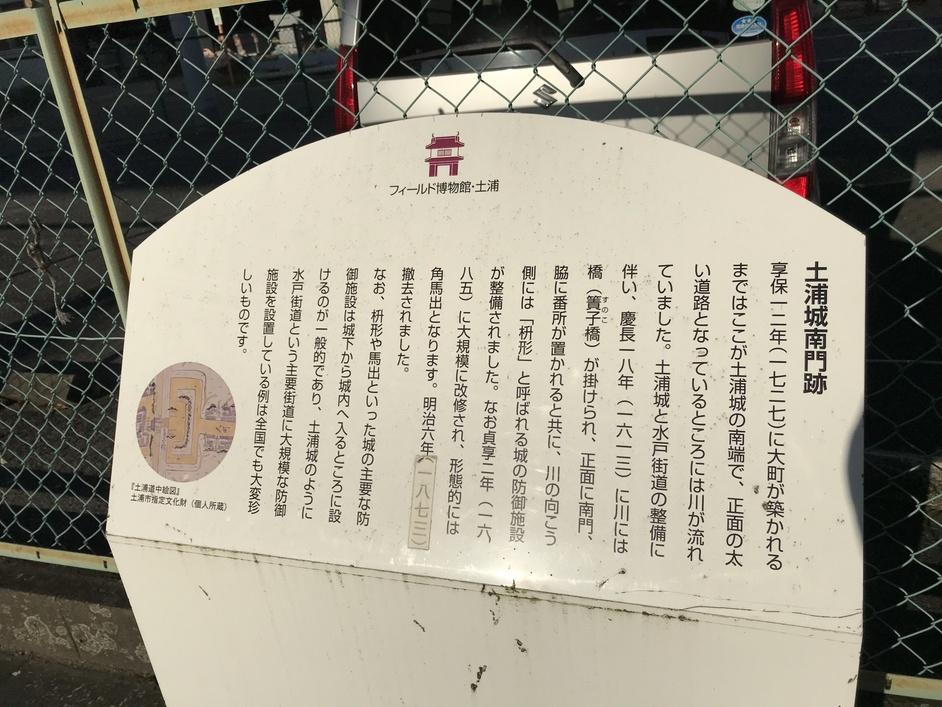 フィールド博物館・土浦
土浦城南門跡
享保一二年(一七二七)に大町が築かれる
まではここが土浦城の南端で、正面の太
い道路となっているところには川が流れ
ていました。土浦城と水戸街道の整備に
伴い、慶長一八年(一六一三)に川には
橋(簀子橋)が掛けられ、正面に南門、
すのこ
脇に番所が置かれると共に、川の向こう
側には「枡形」と呼ばれる城の防御施設
が整備されました。なお貞享二年(一六
八五)に大規模に改修され、形態的には
角馬出となります。明治六年(一八七三)
撤去されました。
なお、枡形や馬出といった城の主要な防
御施設は城下から城内へ入るところに設
けるのが一般的であり、土浦城のように
水戸街道という主要街道に大規模な防御
施設を設置している例は全国でも大変珍
しいものです。
『土浦道中絵図』
土浦市指定文化財(個人所蔵)